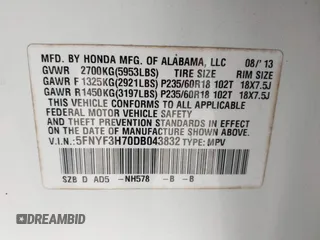 MFD. BY HONDA MFG. OF ALABAMA, LLC 08/'13
GVWR 2700KG(5953LBS) TIRE SIZE RIM SIZE
GAWR F 1325KG(2921LBS) P235/60R18 102T 18X7.5J
GAWR R 1450KG(3197LBS) P235/60R18 102T 18X7.5J
THIS VEHICLE CONFORMS TO ALL APPLICABLE
FEDERAL MOTOR VEHICLE SAFETY AND THEFT
PREVENTION STANDARDS IN EFFECT ON THE
DATE OF MANUFACTURE SHOWN ABOVE.
V.I.N.: 5FNYF3H70DB043832 TYPE: MPV
SZB D AD5 -NH578 -B -B
© AutoHelperBot.com